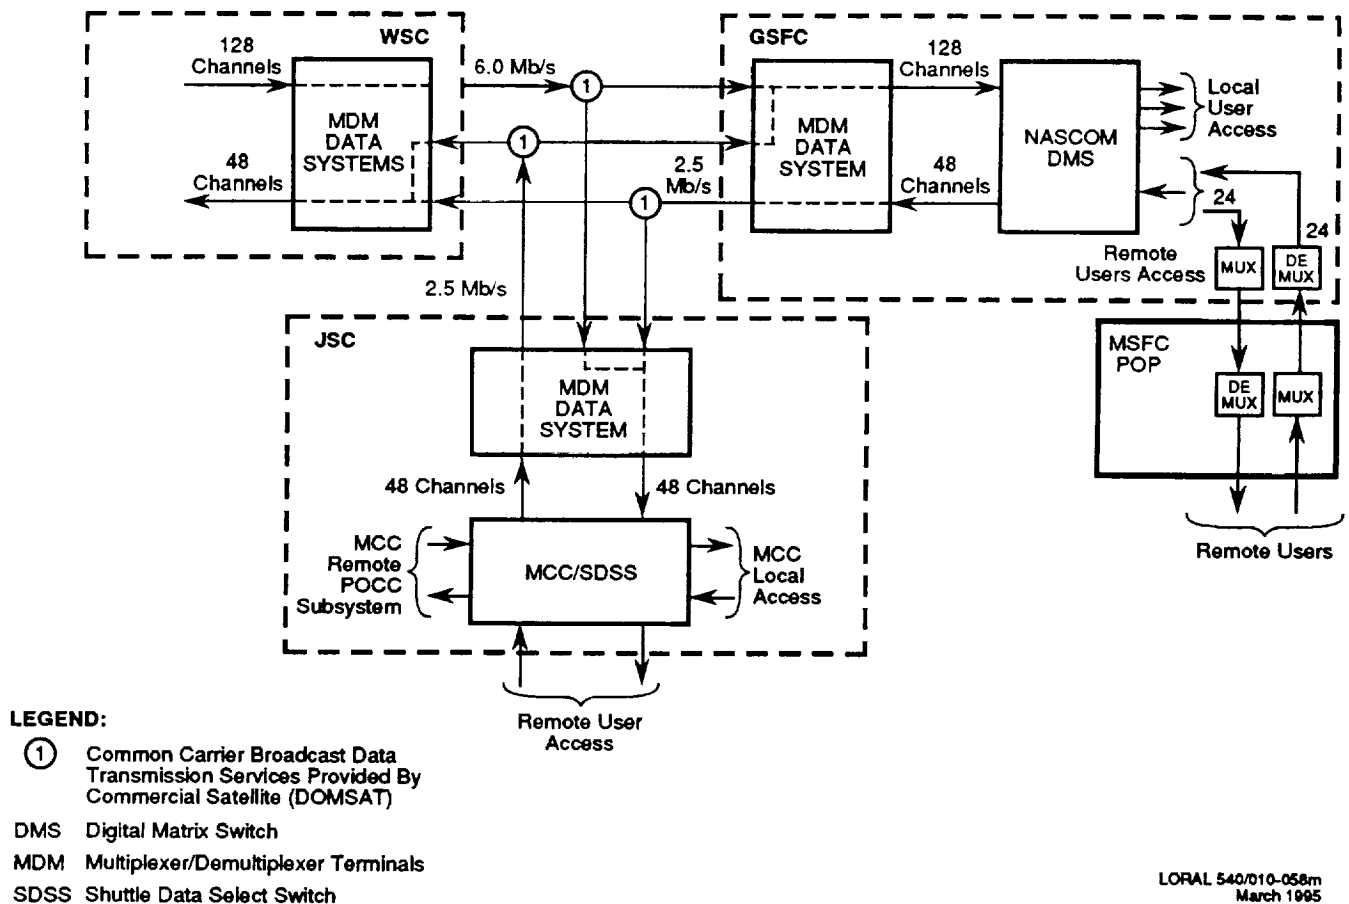 WSC
128
Channels
MDM
DATA
SYSTEMS
48
Channels
6.0 Mb/s
1
1
2.5
Mb/s
1
2.5 Mb/s
GSFC
MDM
DATA
SYSTEM
128
Channels
48
Channels
NASCOM
DMS
Local
User
Access
24
24
Remote
Users Access
MUX
DE
MUX
MSFC
POP
DE
MUX
MUX
Remote Users
JSC
MDM
DATA
SYSTEM
48 Channels
48 Channels
MCC
Remote
POCC
Subsystem
MCC/SDSS
MCC
Local
Access
Remote User
Access
LEGEND:
1 Common Carrier Broadcast Data
Transmission Services Provided By
Commercial Satellite (DOMSAT)
DMS Digital Matrix Switch
MDM Multiplexer/Demultiplexer Terminals
SDSS Shuttle Data Select Switch
LORAL 540/010-058m
March 1995